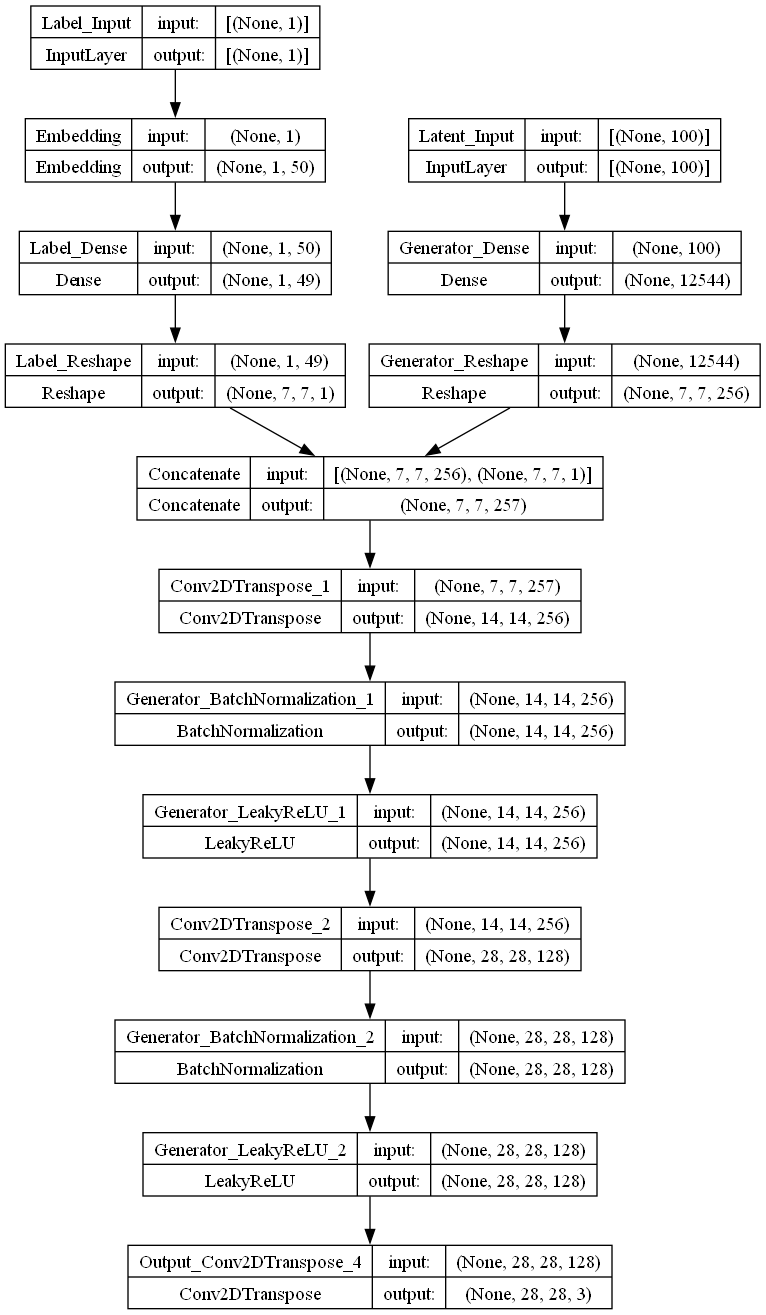 Label_Input input: [(None, 1)]
InputLayer output: [(None, 1)]
Embedding input: (None, 1)
Embedding output: (None, 1, 50)
Latent_Input input: [(None, 100)]
InputLayer output: [(None, 100)]
Label_Dense input: (None, 1, 50)
Dense output: (None, 1, 49)
Generator_Dense input: (None, 100)
Dense output: (None, 12544)
Label_Reshape input: (None, 1, 49)
Reshape output: (None, 7, 7, 1)
Generator_Reshape input: (None, 12544)
Reshape output: (None, 7, 7, 256)
Concatenate input: [(None, 7, 7, 256), (None, 7, 7, 1)]
Concatenate output: (None, 7, 7, 257)
Conv2DTranspose_1 input: (None, 7, 7, 257)
Conv2DTranspose output: (None, 14, 14, 256)
Generator_BatchNormalization_1 input: (None, 14, 14, 256)
BatchNormalization output: (None, 14, 14, 256)
Generator_LeakyReLU_1 input: (None, 14, 14, 256)
LeakyReLU output: (None, 14, 14, 256)
Conv2DTranspose_2 input: (None, 14, 14, 256)
Conv2DTranspose output: (None, 28, 28, 128)
Generator_BatchNormalization_2 input: (None, 28, 28, 128)
BatchNormalization output: (None, 28, 28, 128)
Generator_LeakyReLU_2 input: (None, 28, 28, 128)
LeakyReLU output: (None, 28, 28, 128)
Output_Conv2DTranspose_4 input: (None, 28, 28, 128)
Conv2DTranspose output: (None, 28, 28, 3)